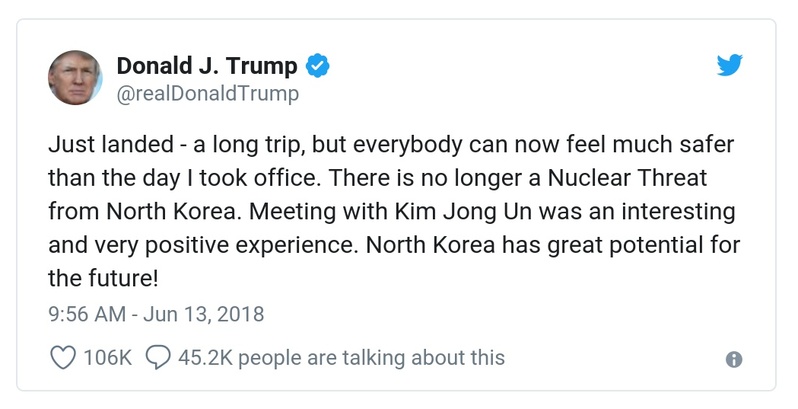 Donald J. Trump
@realDonaldTrump
Just landed - a long trip, but everybody can now feel much safer
than the day I took office. There is no longer a Nuclear Threat
from North Korea. Meeting with Kim Jong Un was an interesting
and very positive experience. North Korea has great potential for
the future!
9:56 AM - Jun 13, 2018
106K 45.2K people are talking about this